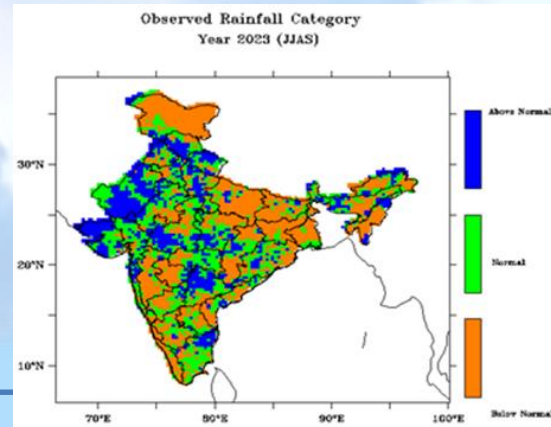 Observed Rainfall Category
Year 2023 (JJAS)
Above Normal
30°N
Normal
20°N
10°N
Below Normal
70°E
80°E
90°E
100°E